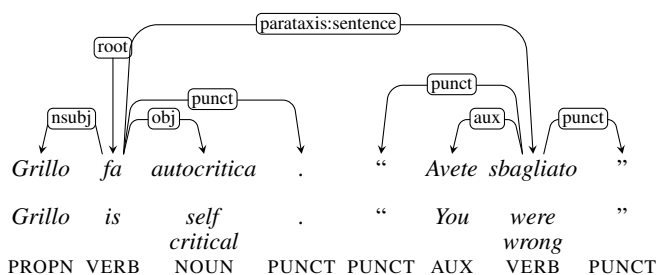 parataxis:sentence
root
punct
punct
nsubj
obj
aux
punct
Grillo fa autocritica . “ Avete sbagliato ”
Grillo is self . “ You were ”
critical wrong
PROPN VERB NOUN PUNCT PUNCT AUX VERB PUNCT